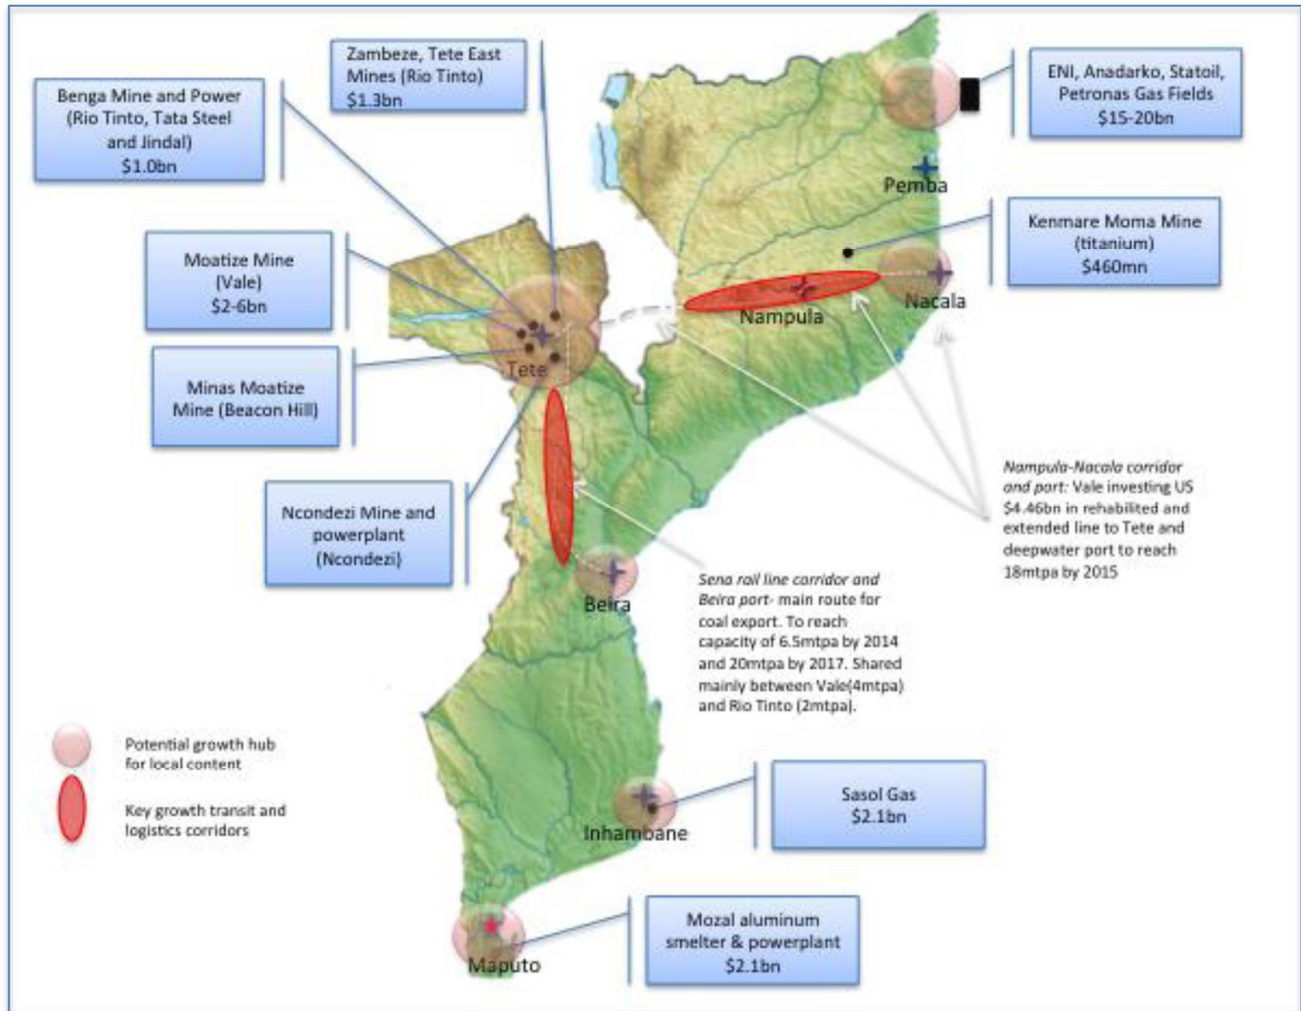 Zambeze, Tete East
Mines (Rio Tinto)
$1.3bn
Benga Mine and Power
(Rio Tinto, Tata Steel
and Jindal)
$1.0bn
ENI, Anadarko, Statoil,
Petronas Gas Fields
$15-20bn
Pemba
Kenmare Moma Mine
(titanium)
$460mn
Moatize Mine
(Vale)
$2-6bn
Nacala
Nampula
Minas Moatize
Mine (Beacon Hill)
Tete
Ncondezi Mine and
powerplant
(Ncondezi)
Nampula-Nacala corridor
and port: Vale investing US
$4.46bn in rehabilited and
extended line to Tete and
deepwater port to reach
18mtpa by 2015
Beira
Sena rail line corridor and
Beira port- main route for
coal export. To reach
capacity of 6.5mtpa by 2014
and 20mtpa by 2017. Shared
mainly between Vale(4mtpa)
and Rio Tinto (2mtpa).
Potential growth hub
for local content
Key growth transit and
logistics corridors
Sasol Gas
$2.1bn
Inhambane
Mozal aluminum
smelter & powerplant
$2.1bn
Maputo